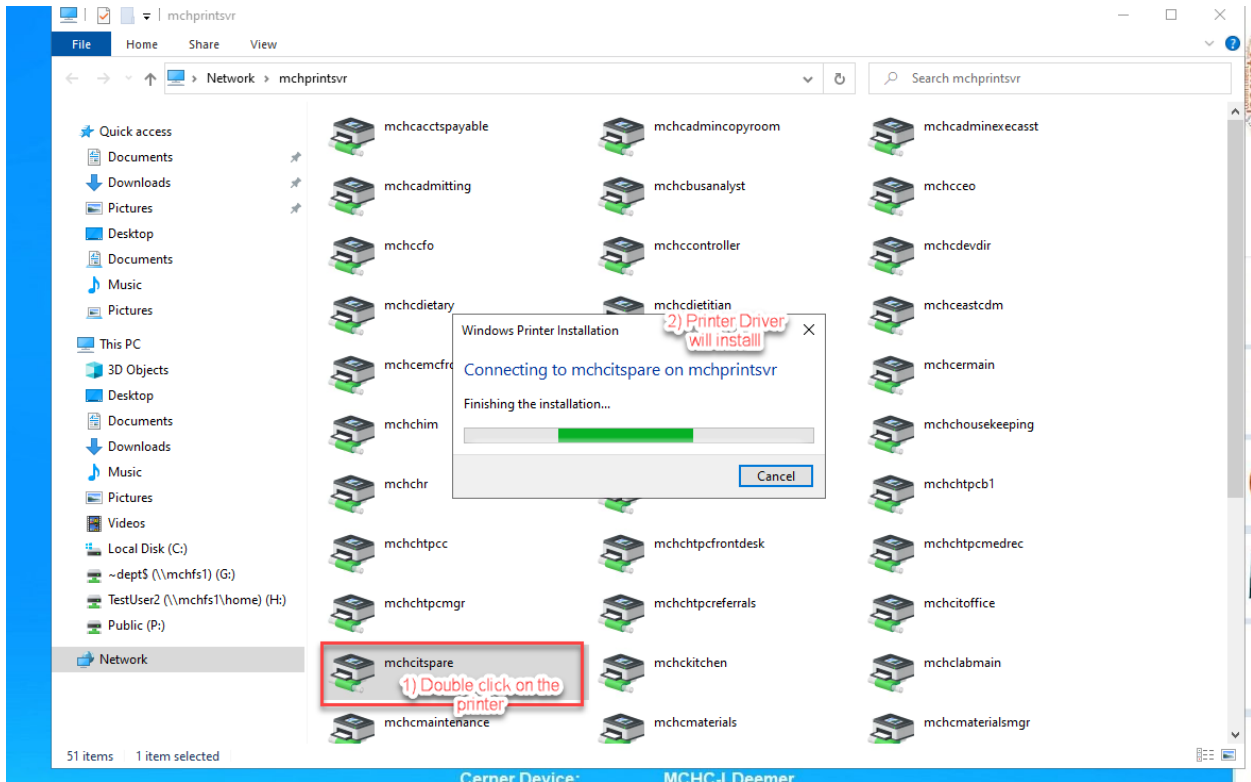 mchprintsvr
File Home Share View
Network > mchprintsvr
Search mchprintsvr
Quick access
Documents
Downloads
Pictures
Desktop
Documents
Music
Pictures
This PC
3D Objects
Desktop
Documents
Downloads
Music
Pictures
Videos
Local Disk (C:)
~dept$ (\\mchfs1) (G:)
TestUser2 (\\mchfs1\home) (H:)
Public (P:)
Network
mchcacctspayable mchcadmincopyroom mchcadminexecasst
mchcadmitting mchcbusanalyst mchcceo
mchccfo mchccontroller mchcdevdir
mchcdietary mchcdietitian mchceastcdm
mchcemcfro mchcermain
mchchim mchchousekeeping
mchchr mchchtpcb1
mchchtpcc mchchtpcfrontdesk mchchtpcmedrec
mchchtpcmgr mchchtpcreferrals mchcitoffice
mchcitspare mchckitchen mchclabmain
mchcmaintenance mchcmaterials mchcmaterialsmgr
Windows Printer Installation
2) Printer Driver
will installl
Connecting to mchcitspare on mchprintsvr
Finishing the installation...
Cancel
1) Double click on the
printer
51 items 1 item selected
Cerner Device: MCHC-LDeemer